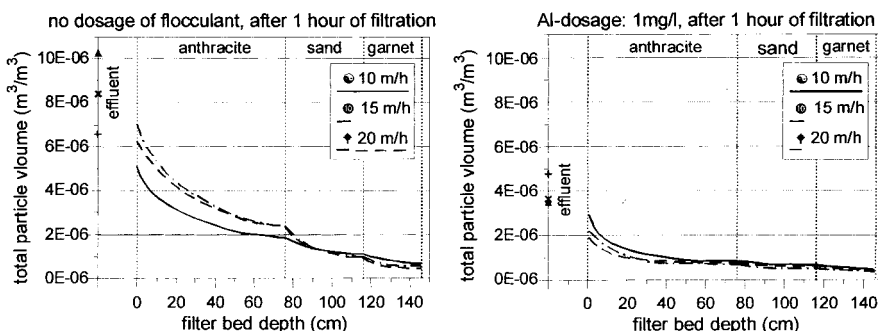 no dosage of flocculant, after 1 hour of filtration
total particle vloume (m³/m³)
10E-06
8E-06
6E-06
4E-06
2E-06
0E-06
effluent
anthracite
sand
garnet
10 m/h
15 m/h
20 m/h
0 20 40 60 80 100 120 140
filter bed depth (cm)
Al-dosage: 1mg/l, after 1 hour of filtration
total particle vloume (m³/m³)
10E-06
8E-06
6E-06
4E-06
2E-06
0E-06
effluent
anthracite
sand
garnet
10 m/h
15 m/h
20 m/h
0 20 40 60 80 100 120 140
filter bed depth (cm)